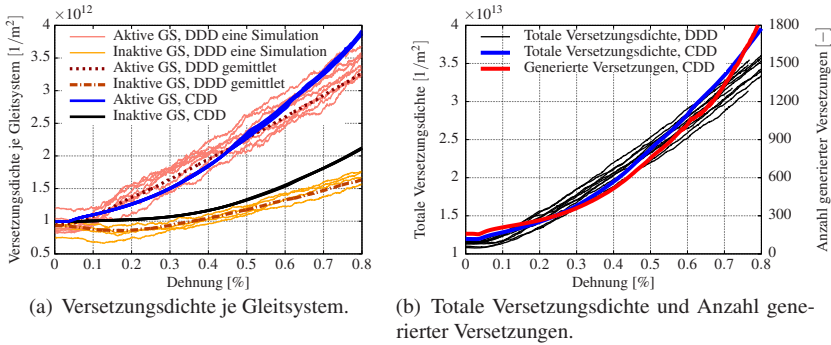 ·10¹²
Versetzungsdichte je Gleitsystem [1/m²]
4
3.5
3
2.5
2
1.5
1
0.5
Aktive GS, DDD eine Simulation
Inaktive GS, DDD eine Simulation
Aktive GS, DDD gemittlet
Inaktive GS, DDD gemittlet
Aktive GS, CDD
Inaktive GS, CDD
0 0.1 0.2 0.3 0.4 0.5 0.6 0.7 0.8
Dehnung [%]
(a) Versetzungsdichte je Gleitsystem.
·10¹³
Totale Versetzungsdichte [1/m²]
4
3.5
3
2.5
2
1.5
1
Totale Versetzungsdichte, DDD
Totale Versetzungsdichte, CDD
Generierte Versetzungen, CDD
1800
1500
1200
900
600
300
0
Anzahl generierter Versetzungen [−]
0 0.1 0.2 0.3 0.4 0.5 0.6 0.7 0.8
Dehnung [%]
(b) Totale Versetzungsdichte und Anzahl gene-
rierter Versetzungen.